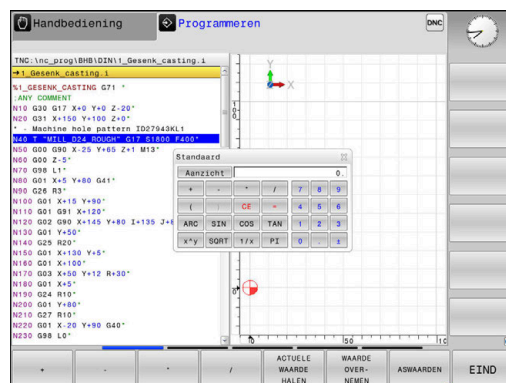 Handbediening
Programmeren
DNC
TNC:\nc_prog\BHB\DIN\1_Gesenk_casting.i
→1_Gesenk_casting.i
%1_GESENK_CASTING G71 *
;ANY COMMENT
N10 G30 G17 X+0 Y+0 Z-20*
N20 G31 X+150 Y+100 Z+0*
* - Machine hole pattern ID27943KL1
N40 T "MILL_D24_ROUGH" G17 S1800 F400*
N50 G00 G90 X-25 Y+65 Z+1 M13*
N60 G00 Z-5*
N70 G98 L1*
N80 G01 X+5 Y+80 G41*
N90 G26 R3*
N100 G01 X+15 Y+90*
N110 G01 G91 X+120*
N120 G02 G90 X+145 Y+80 I+135 J+8
N130 G01 Y+50*
N140 G25 R20*
N150 G01 X+130 Y+5*
N160 G01 X+100*
N170 G03 X+50 Y+12 R+30*
N180 G01 X+5*
N190 G24 R10*
N200 G01 Y+80*
N210 G27 R10*
N220 G01 X-20 Y+90 G40*
N230 G98 L0*
Y
X
100
0
0
50
10
Standaard
Aanzicht
0.
+ - * / 7 8 9
( ) CE = 4 5 6
ARC SIN COS TAN 1 2 3
x^y SQRT 1/x PI 0 . ±
+
-
*
/
ACTUELE
WAARDE
HALEN
WAARDE
OVER-
NEMEN
ASWAARDEN
EIND